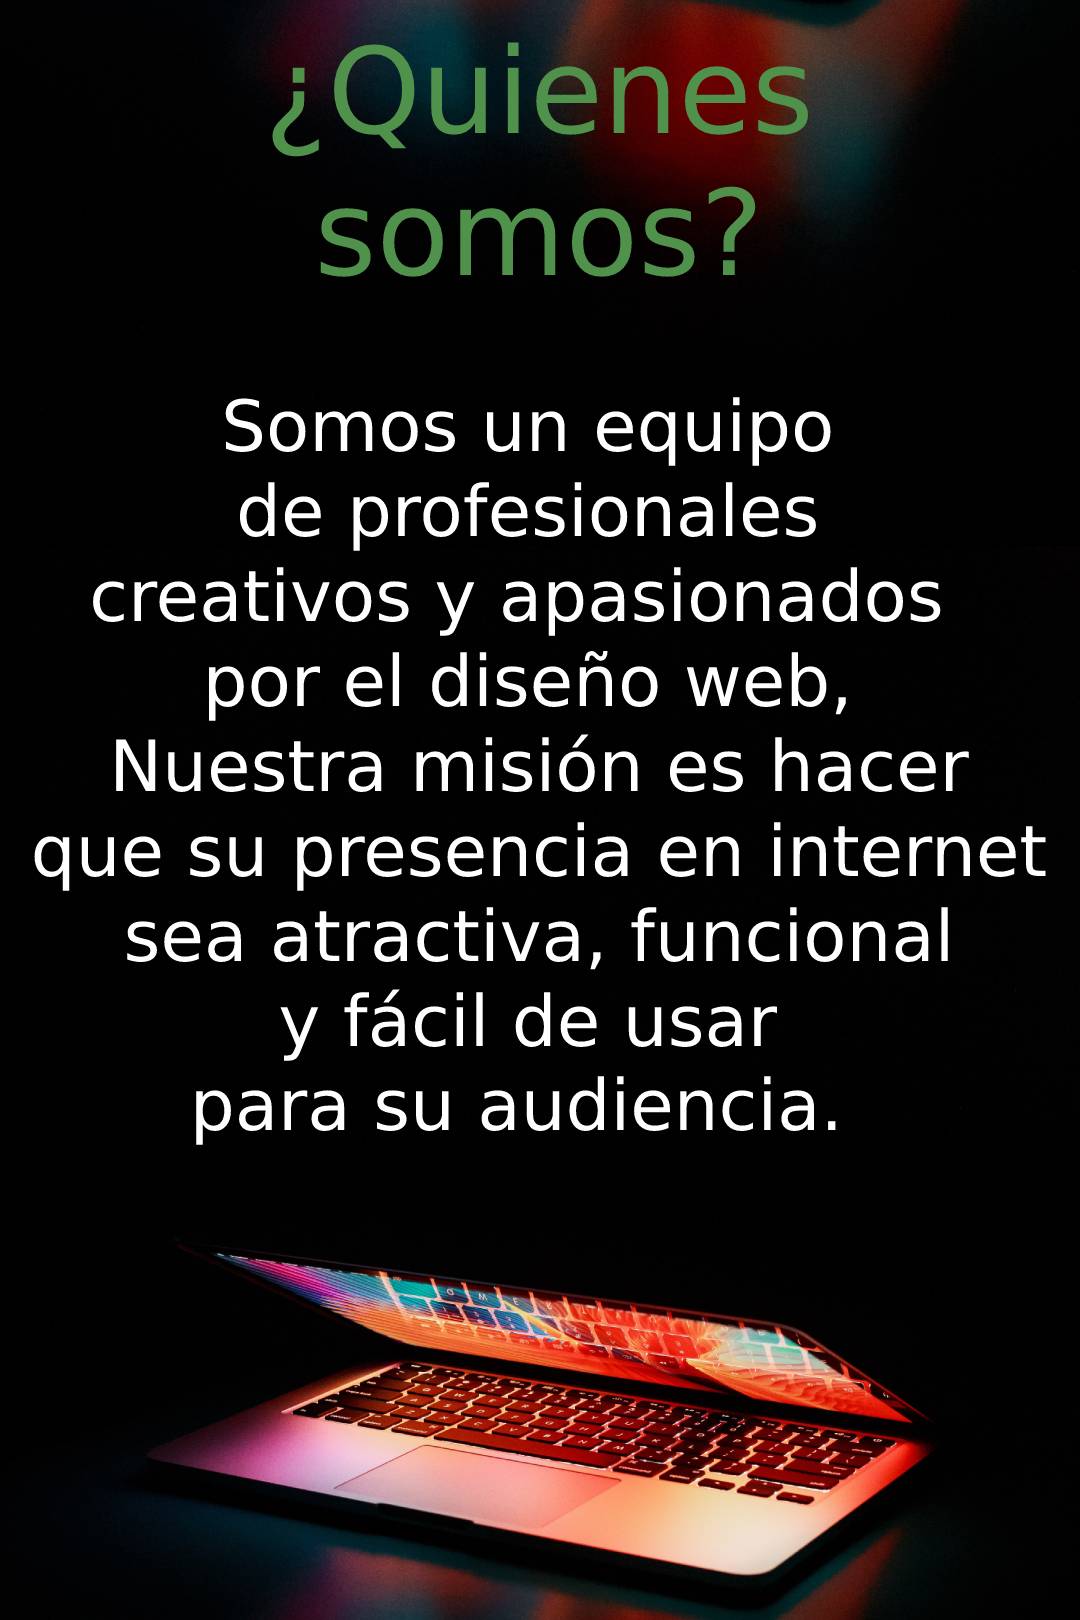 ¿Quienes
somos?
Somos un equipo
de profesionales
creativos y apasionados
por el diseño web,
Nuestra misión es hacer
que su presencia en internet
sea atractiva, funcional
y fácil de usar
para su audiencia.